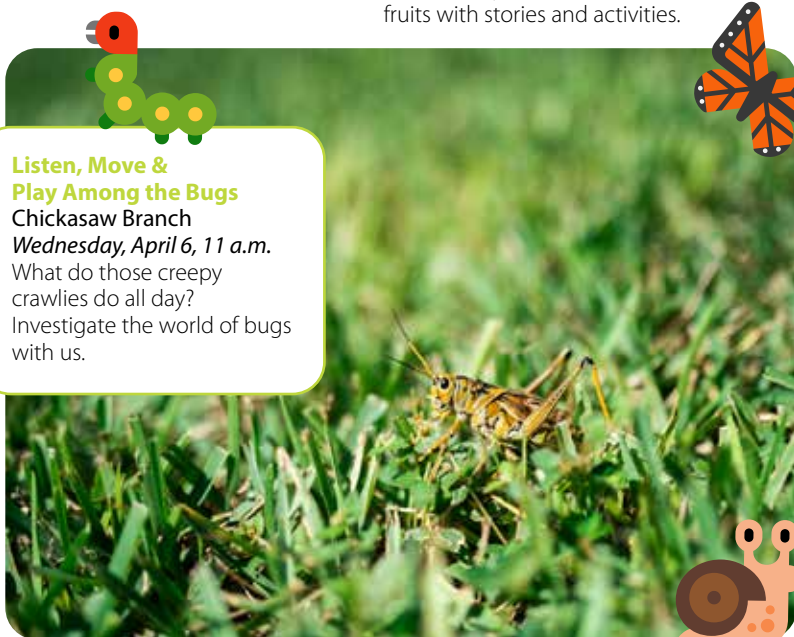 fruits with stories and activities.
Listen, Move &
Play Among the Bugs
Chickasaw Branch
Wednesday, April 6, 11 a.m.
What do those creepy
crawlies do all day?
Investigate the world of bugs
with us.